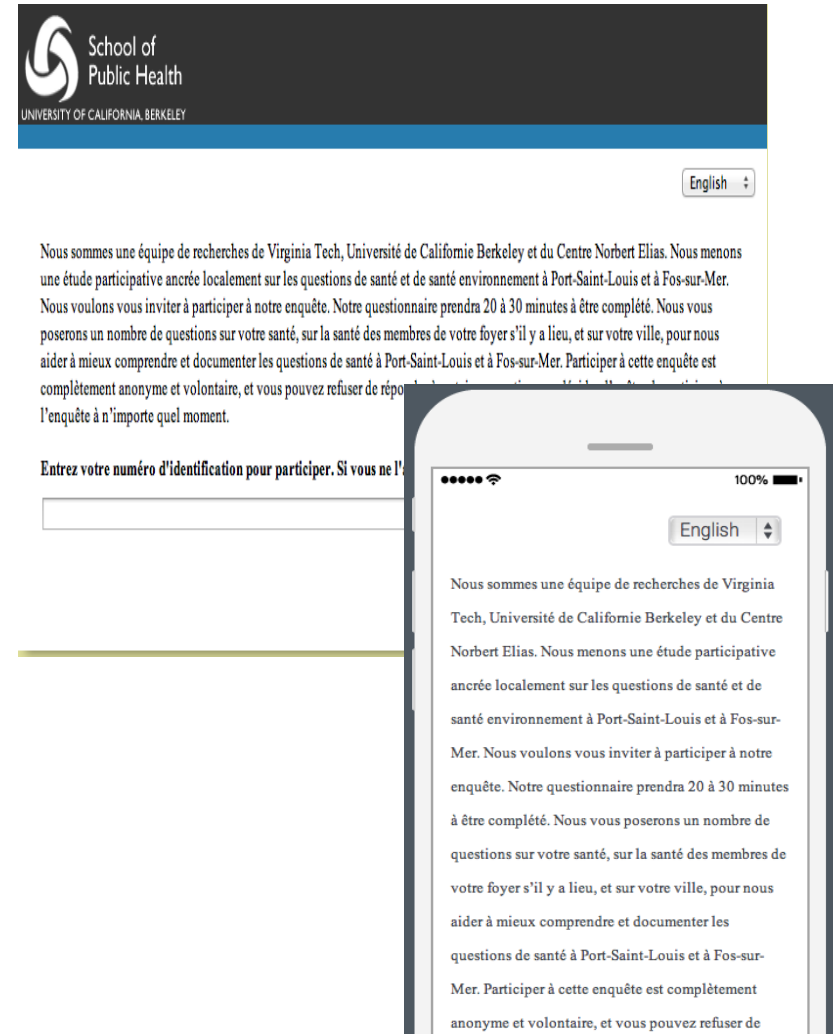 School of
Public Health
UNIVERSITY OF CALIFORNIA, BERKELEY
English
Nous sommes une équipe de recherches de Virginia Tech, Université de Californie Berkeley et du Centre Norbert Elias. Nous menons
une étude participative ancrée localement sur les questions de santé et de santé environnement à Port-Saint-Louis et à Fos-sur-Mer.
Nous voulons vous inviter à participer à notre enquête. Notre questionnaire prendra 20 à 30 minutes à être complété. Nous vous
poserons un nombre de questions sur votre santé, sur la santé des membres de votre foyer s’il y a lieu, et sur votre ville, pour nous
aider à mieux comprendre et documenter les questions de santé à Port-Saint-Louis et à Fos-sur-Mer. Participer à cette enquête est
complètement anonyme et volontaire, et vous pouvez refuser de
l’enquête à n’importe quel moment.
Entrez votre numéro d'identification pour participer. Si vous ne
100%
English
Nous sommes une équipe de recherches de Virginia
Tech, Université de Californie Berkeley et du Centre
Norbert Elias. Nous menons une étude participative
ancrée localement sur les questions de santé et de
santé environnement à Port-Saint-Louis et à Fos-sur-
Mer. Nous voulons vous inviter à participer à notre
enquête. Notre questionnaire prendra 20 à 30 minutes
à être complété. Nous vous poserons un nombre de
questions sur votre santé, sur la santé des membres de
votre foyer s’il y a lieu, et sur votre ville, pour nous
aider à mieux comprendre et documenter les
questions de santé à Port-Saint-Louis et à Fos-sur-
Mer. Participer à cette enquête est complètement
anonyme et volontaire, et vous pouvez refuser de